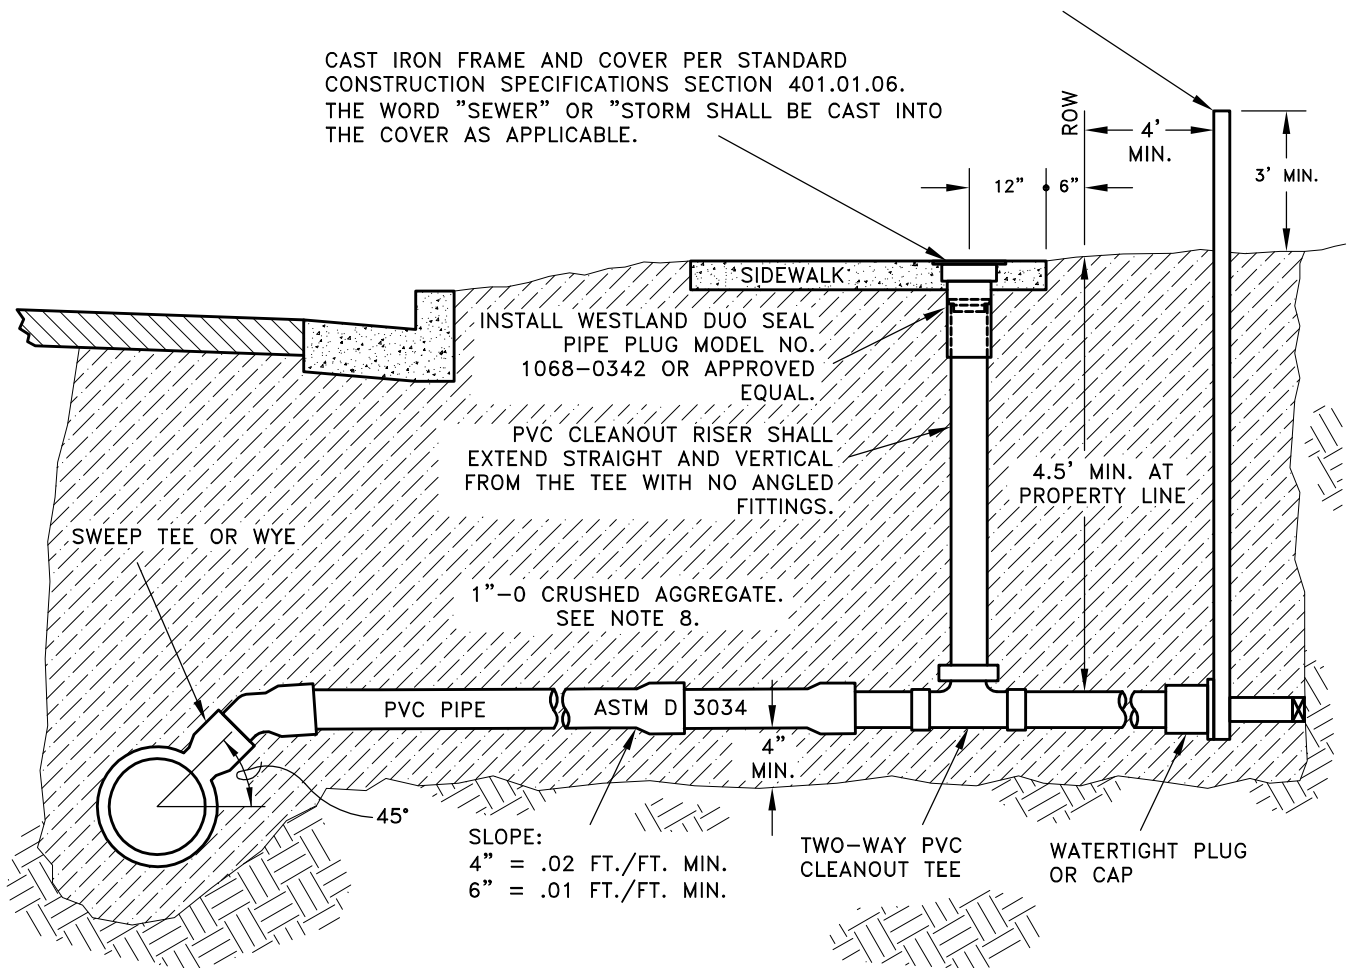 CAST IRON FRAME AND COVER PER STANDARD
CONSTRUCTION SPECIFICATIONS SECTION 401.01.06.
THE WORD "SEWER" OR "STORM SHALL BE CAST INTO
THE COVER AS APPLICABLE.
ROW
4'
MIN.
3' MIN.
12"
6"
SIDEWALK
INSTALL WESTLAND DUO SEAL
PIPE PLUG MODEL NO.
1068-0342 OR APPROVED
EQUAL.
PVC CLEANOUT RISER SHALL
EXTEND STRAIGHT AND VERTICAL
FROM THE TEE WITH NO ANGLED
FITTINGS.
4.5' MIN. AT
PROPERTY LINE
SWEEP TEE OR WYE
1"-0 CRUSHED AGGREGATE.
SEE NOTE 8.
PVC PIPE
ASTM D 3034
4"
MIN.
45°
SLOPE:
4" = .02 FT./FT. MIN.
6" = .01 FT./FT. MIN.
TWO-WAY PVC
CLEANOUT TEE
WATERTIGHT PLUG
OR CAP